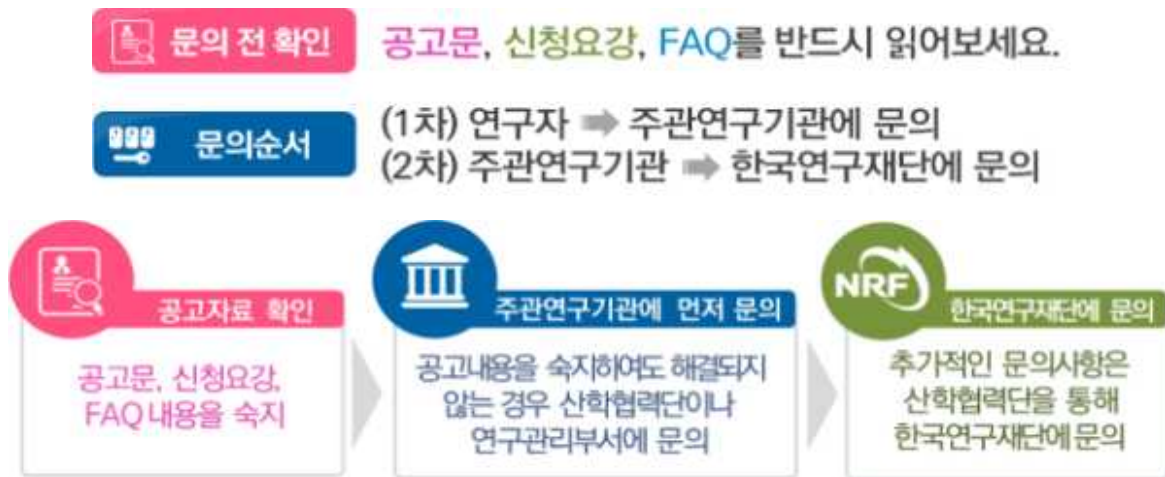 문의 전 확인
공고문, 신청요강, FAQ를 반드시 읽어보세요.
문의순서
(1차) 연구자 ➡ 주관연구기관에 문의
(2차) 주관연구기관 ➡ 한국연구재단에 문의
공고자료 확인
공고문, 신청요강,
FAQ 내용을 숙지
주관연구기관에 먼저 문의
공고내용을 숙지하여도 해결되지
않는 경우 산학협력단이나
연구관리부서에 문의
NRF
한국연구재단에 문의
추가적인 문의사항은
산학협력단을 통해
한국연구재단에 문의